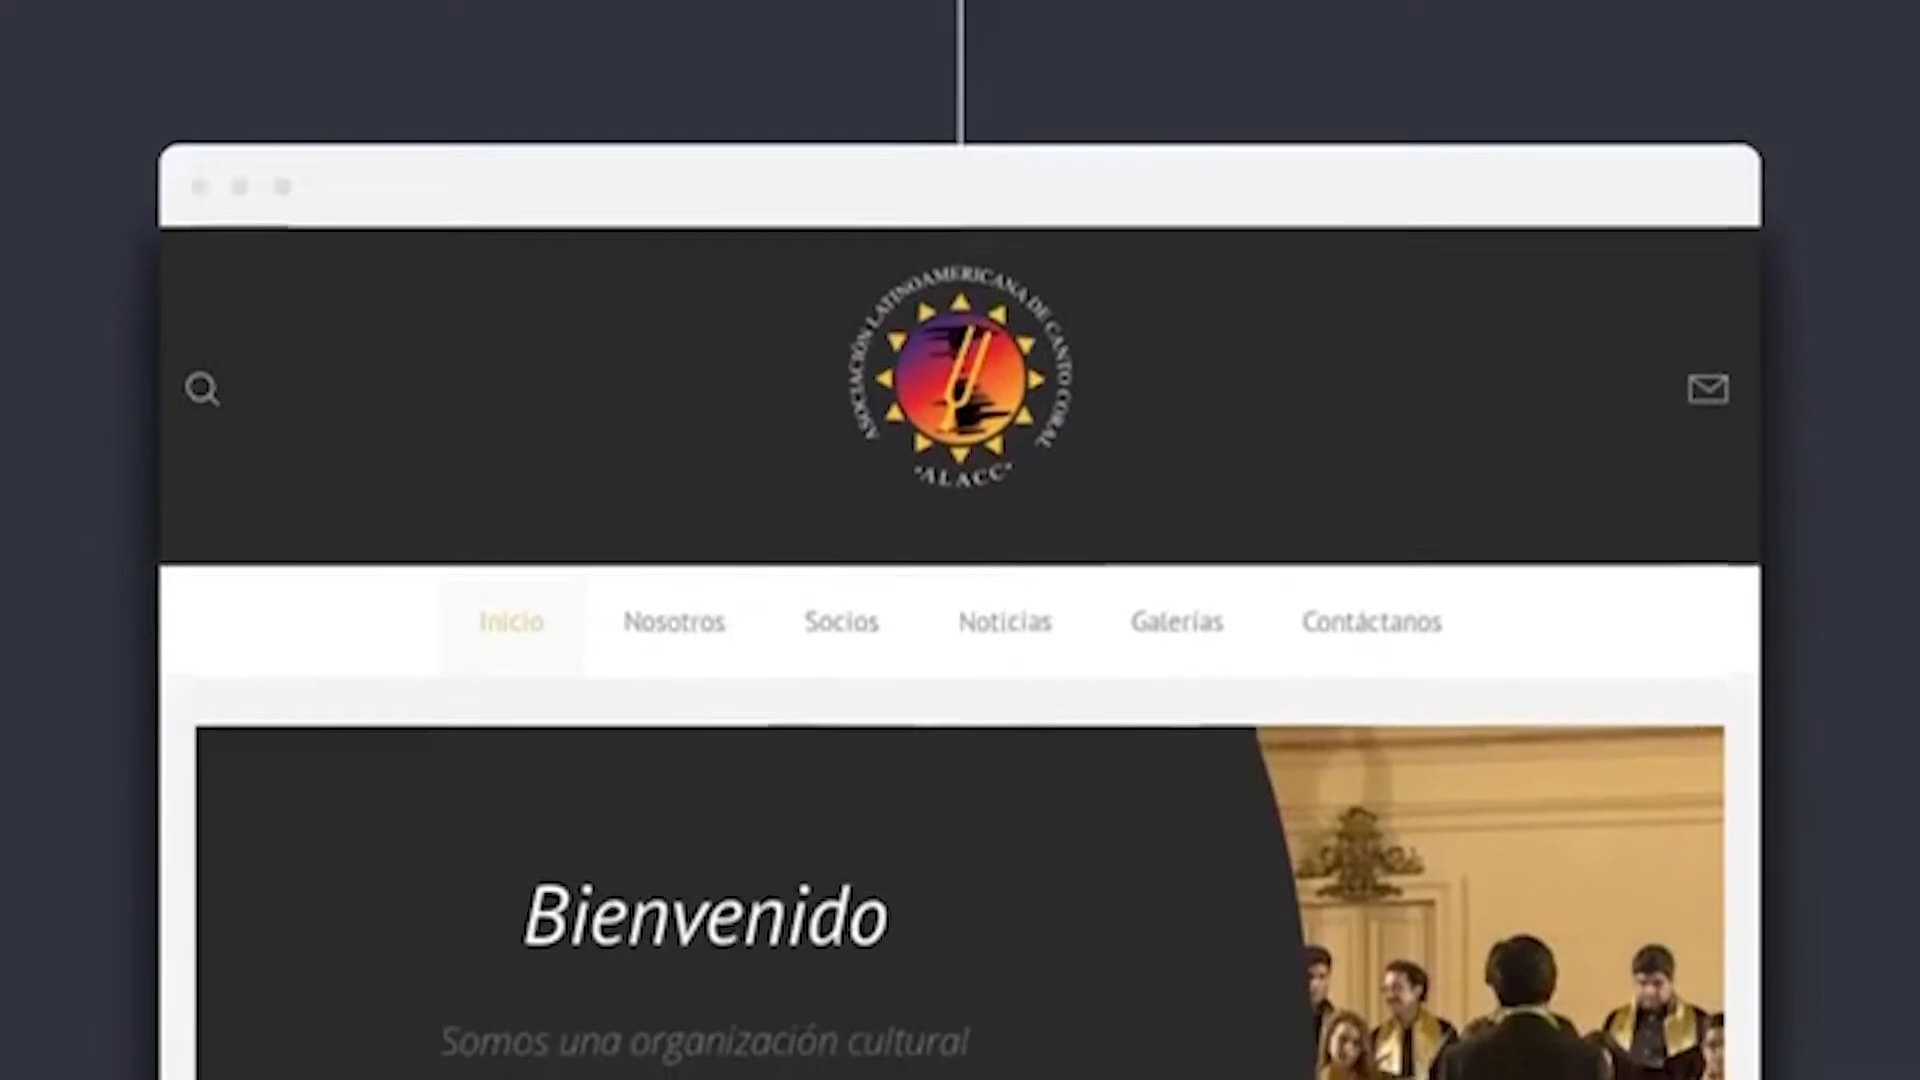 ASOCIACIÓN LATINOAMERICANA DE CANTO CORAL
•ALACC•
Inicio
Nosotros
Socios
Noticias
Galerías
Contáctanos
Bienvenido
Somos una organización cultural